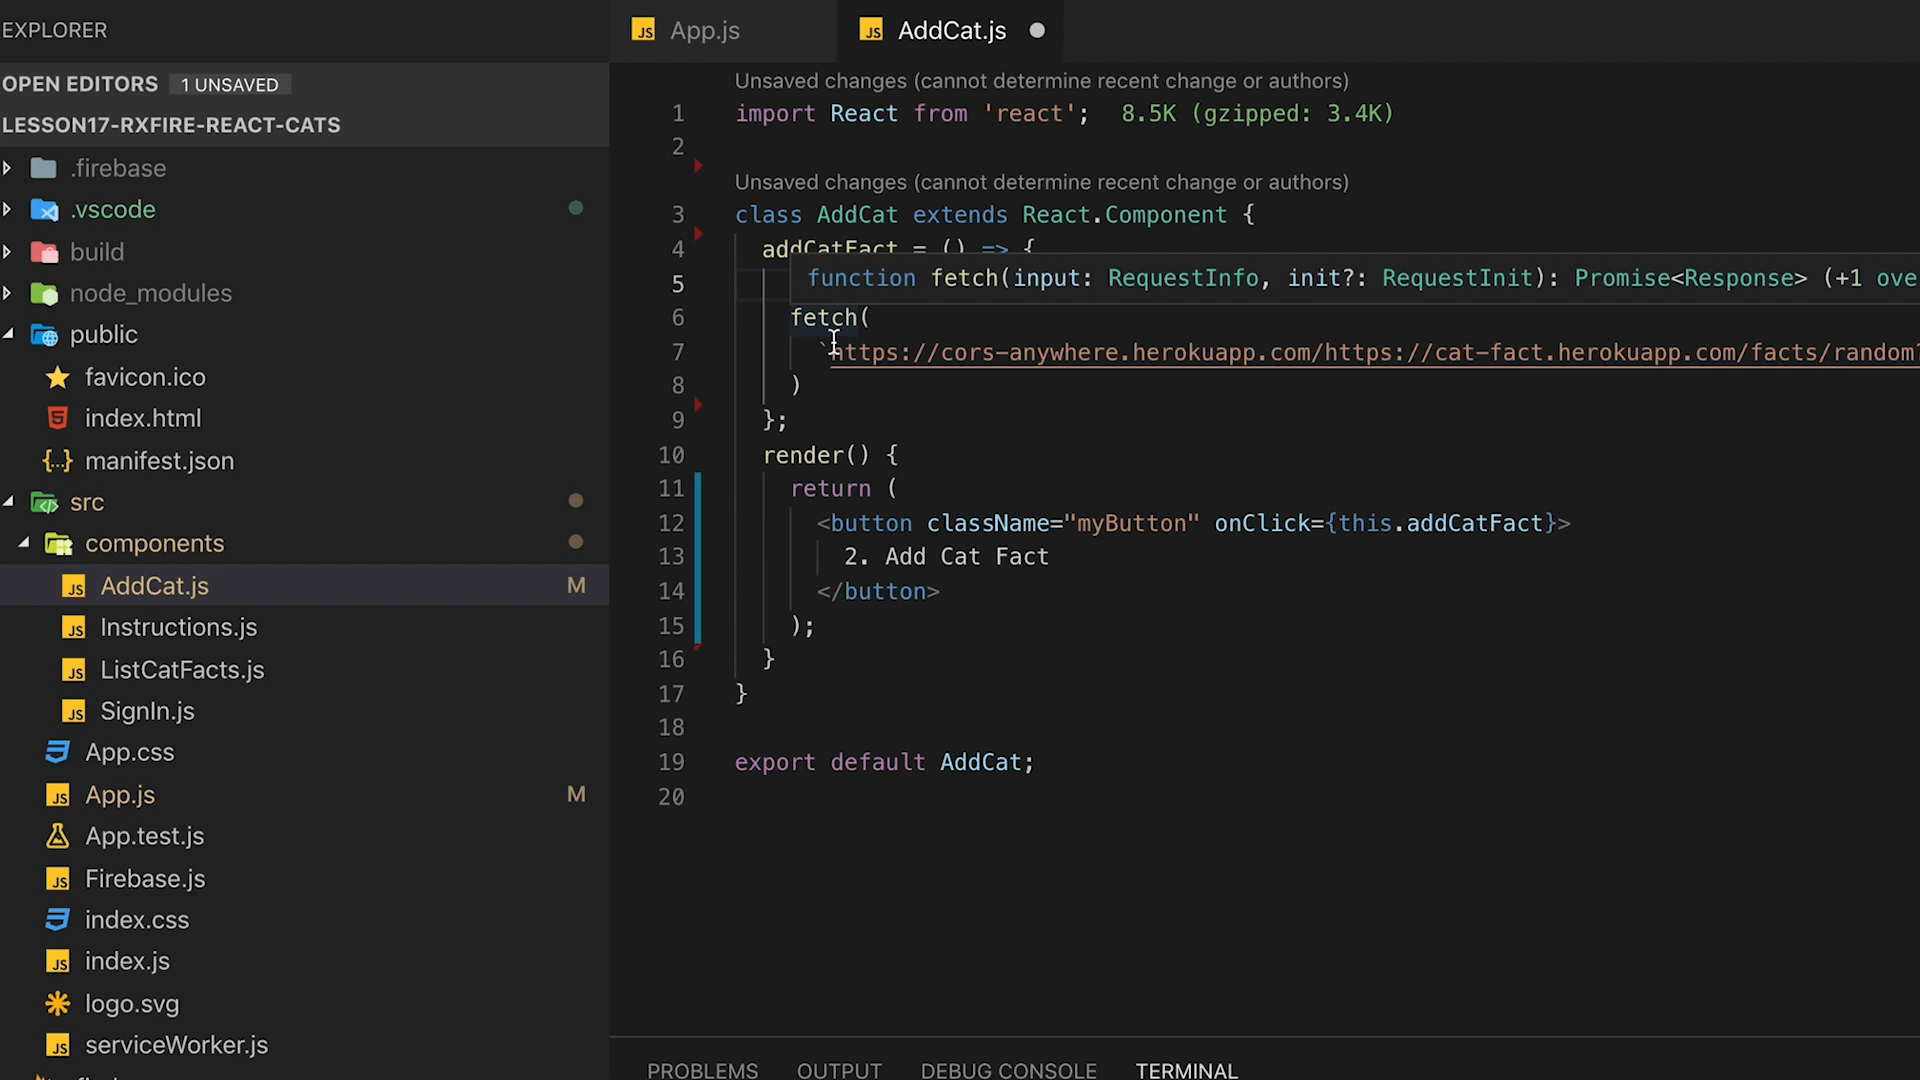 EXPLORER
OPEN EDITORS 1 UNSAVED
LESSON17-RXFIRE-REACT-CATS
.firebase
.vscode
build
node_modules
public
favicon.ico
index.html
manifest.json
src
components
AddCat.js M
Instructions.js
ListCatFacts.js
SignIn.js
App.css
App.js M
App.test.js
Firebase.js
index.css
index.js
logo.svg
serviceWorker.js
App.js
AddCat.js
Unsaved changes (cannot determine recent change or authors)
1 import React from 'react'; 8.5K (gzipped: 3.4K)
2
Unsaved changes (cannot determine recent change or authors)
3 class AddCat extends React.Component {
4 addCatFact = () => {
function fetch(input: RequestInfo, init?: RequestInit): Promise<Response> (+1 ove
5
6 fetch(
7 `https://cors-anywhere.herokuapp.com/https://cat-fact.herokuapp.com/facts/random?
8 )
9 };
10 render() {
11 return (
12 <button className="myButton" onClick={this.addCatFact}>
13 2. Add Cat Fact
14 </button>
15 );
16 }
17 }
18
19 export default AddCat;
20
PROBLEMS OUTPUT DEBUG CONSOLE TERMINAL